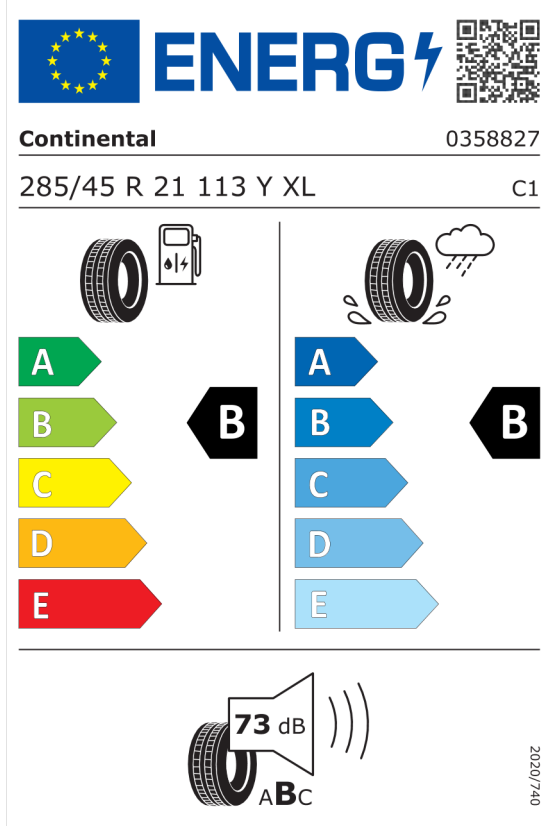 ENERG
Continental 0358827
285/45 R 21 113 Y XL C1
A A
B B B B
C C
D D
E E
73 dB
ABC
2020/740